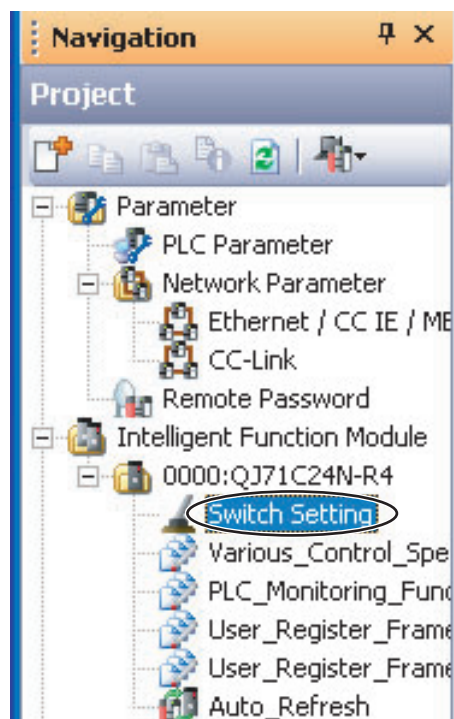 Navigation
Project
Parameter
PLC Parameter
Network Parameter
Ethernet / CC IE / ME
CC-Link
Remote Password
Intelligent Function Module
0000:QJ71C24N-R4
Switch Setting
Various_Control_Spe
PLC_Monitoring_Func
User_Register_Frame
User_Register_Frame
Auto_Refresh